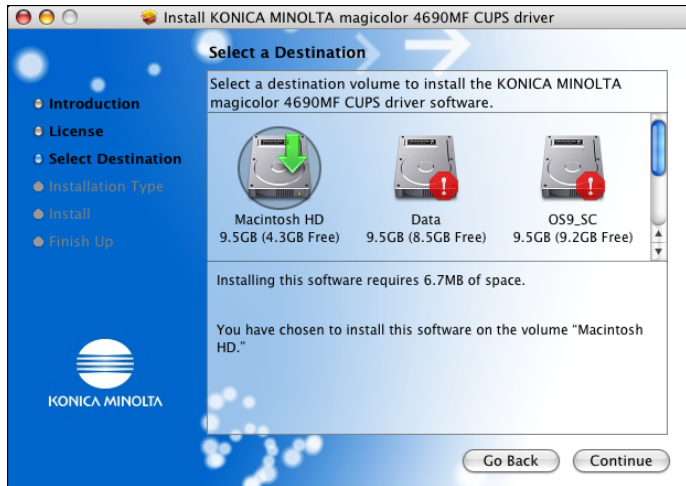 Install KONICA MINOLTA magicolor 4690MF CUPS driver
Select a Destination
Introduction
License
Select Destination
Installation Type
Install
Finish Up
KONICA MINOLTA
Select a destination volume to install the KONICA MINOLTA
magicolor 4690MF CUPS driver software.
Macintosh HD
9.5GB (4.3GB Free)
Data
9.5GB (8.5GB Free)
OS9_SC
9.5GB (9.2GB Free)
Installing this software requires 6.7MB of space.
You have chosen to install this software on the volume “Macintosh
HD.”
Go Back
Continue